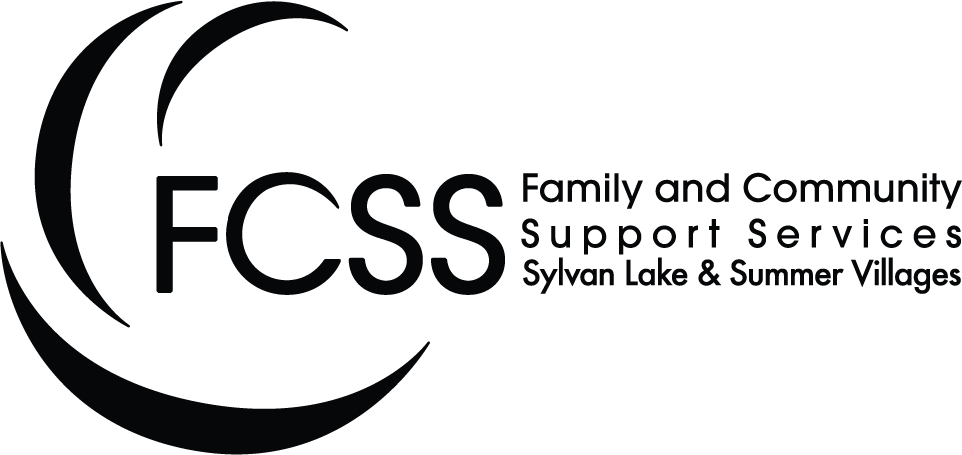 FCSS
Family and Community
Support Services
Sylvan Lake & Summer Villages